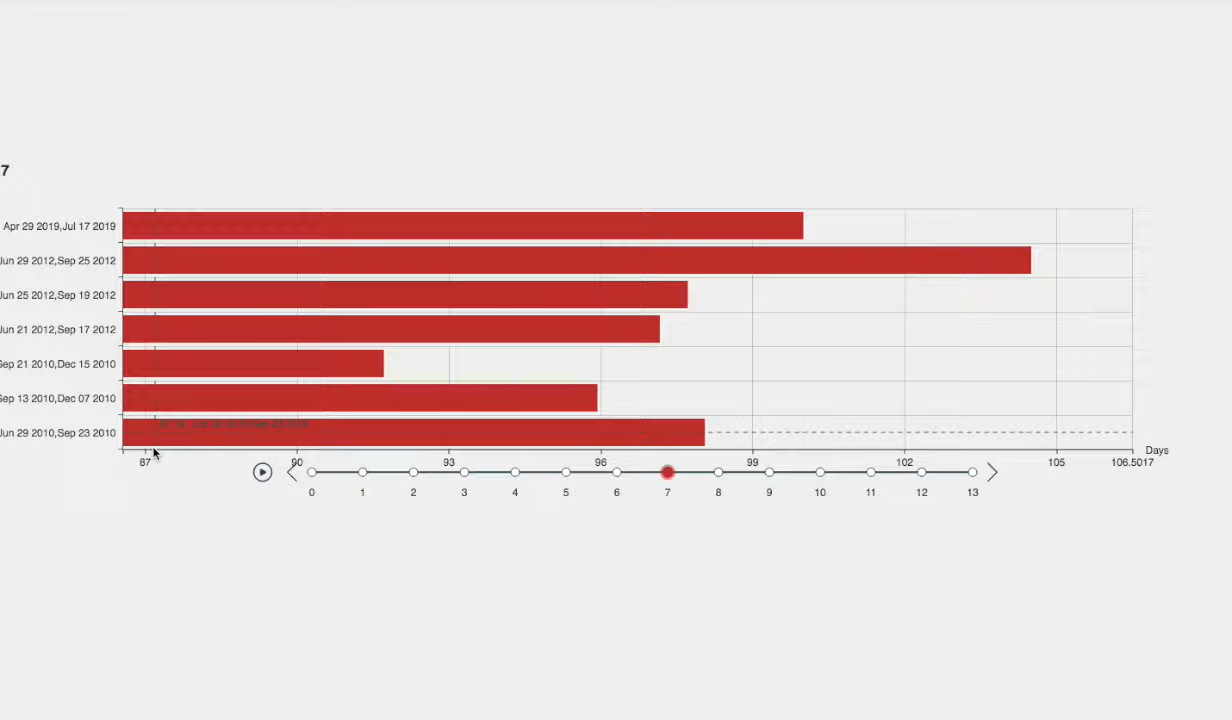 7
Apr 29 2019,Jul 17 2019
Jun 29 2012,Sep 25 2012
Jun 25 2012,Sep 19 2012
Jun 21 2012,Sep 17 2012
Sep 21 2010,Dec 15 2010
Sep 13 2010,Dec 07 2010
Jun 29 2010,Sep 23 2010
Days
87 90 93 96 99 102 105 106.5017
0 1 2 3 4 5 6 7 8 9 10 11 12 13